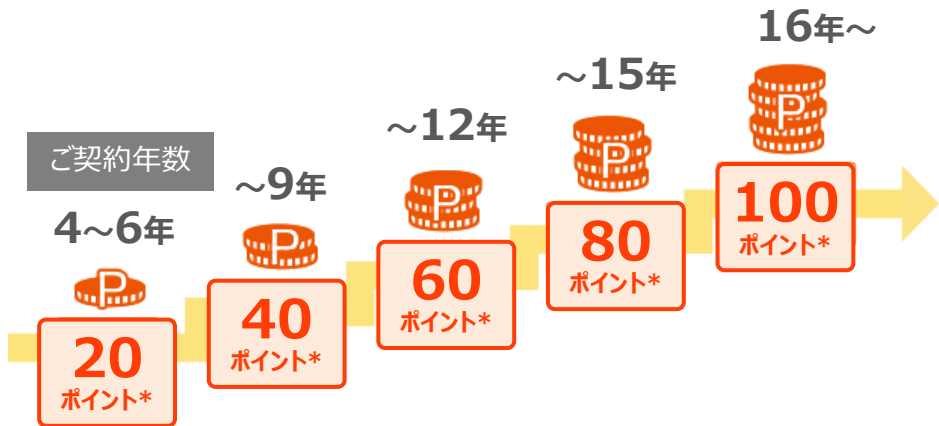 ご契約年数
4～6年
P
20
ポイント*
～9年
P
40
ポイント*
～12年
P
60
ポイント*
～15年
P
80
ポイント*
16年～
P
100
ポイント*